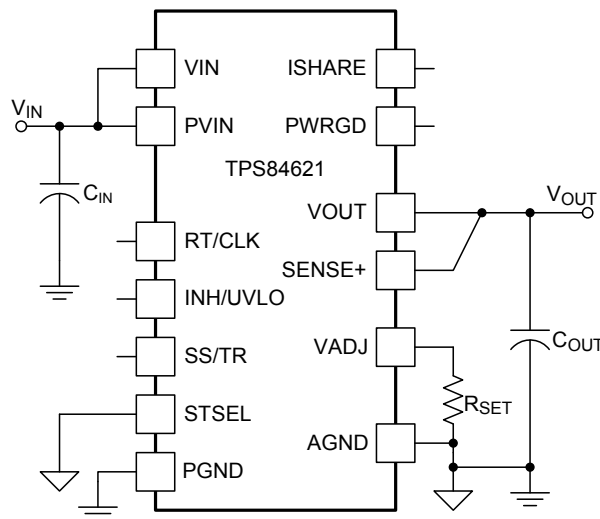 VIN
ISHARE
VIN
PVIN
PWRGD
TPS84621
CIN
VOUT
VOUT
RT/CLK
SENSE+
INH/UVLO
VADJ
COUT
SS/TR
RSET
STSEL
AGND
PGND